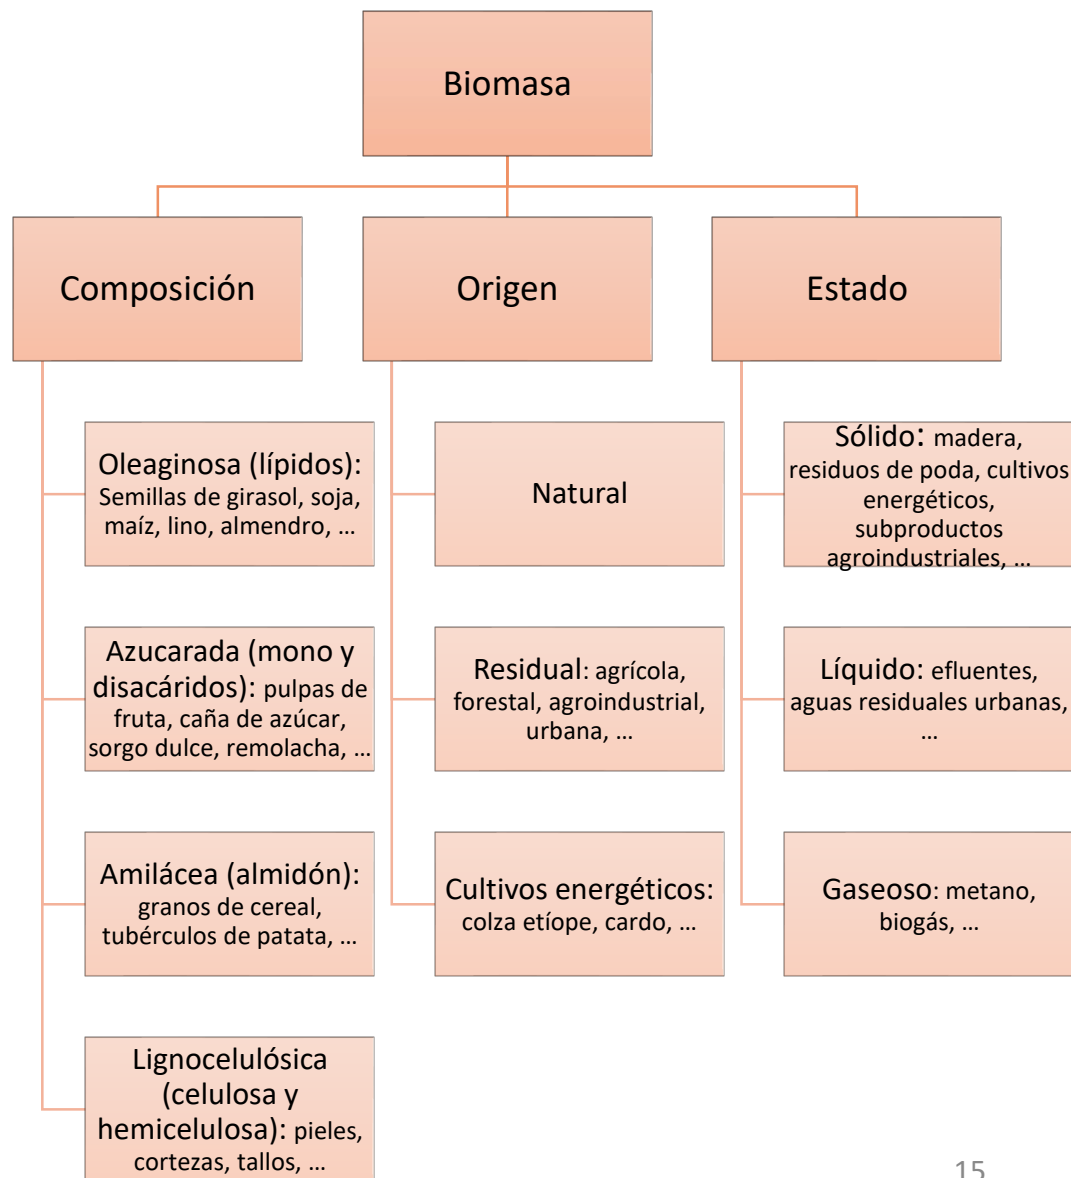 Biomasa
Composición
Oleaginosa (lípidos):
Semillas de girasol, soja,
maíz, lino, almendro, ...
Azucarada (mono y
disacáridos): pulpas de
fruta, caña de azúcar,
sorgo dulce, remolacha, ...
Amilácea (almidón):
granos de cereal,
tubérculos de patata, ...
Lignocelulósica
(celulosa y
hemicelulosa): pieles,
cortezas, tallos, ...
Origen
Natural
Residual: agrícola,
forestal, agroindustrial,
urbana, ...
Cultivos energéticos:
colza etíope, cardo, ...
Estado
Sólido: madera,
residuos de poda, cultivos
energéticos,
subproductos
agroindustriales, ...
Líquido: efluentes,
aguas residuales urbanas,
...
Gaseoso: metano,
biogás, ...
15